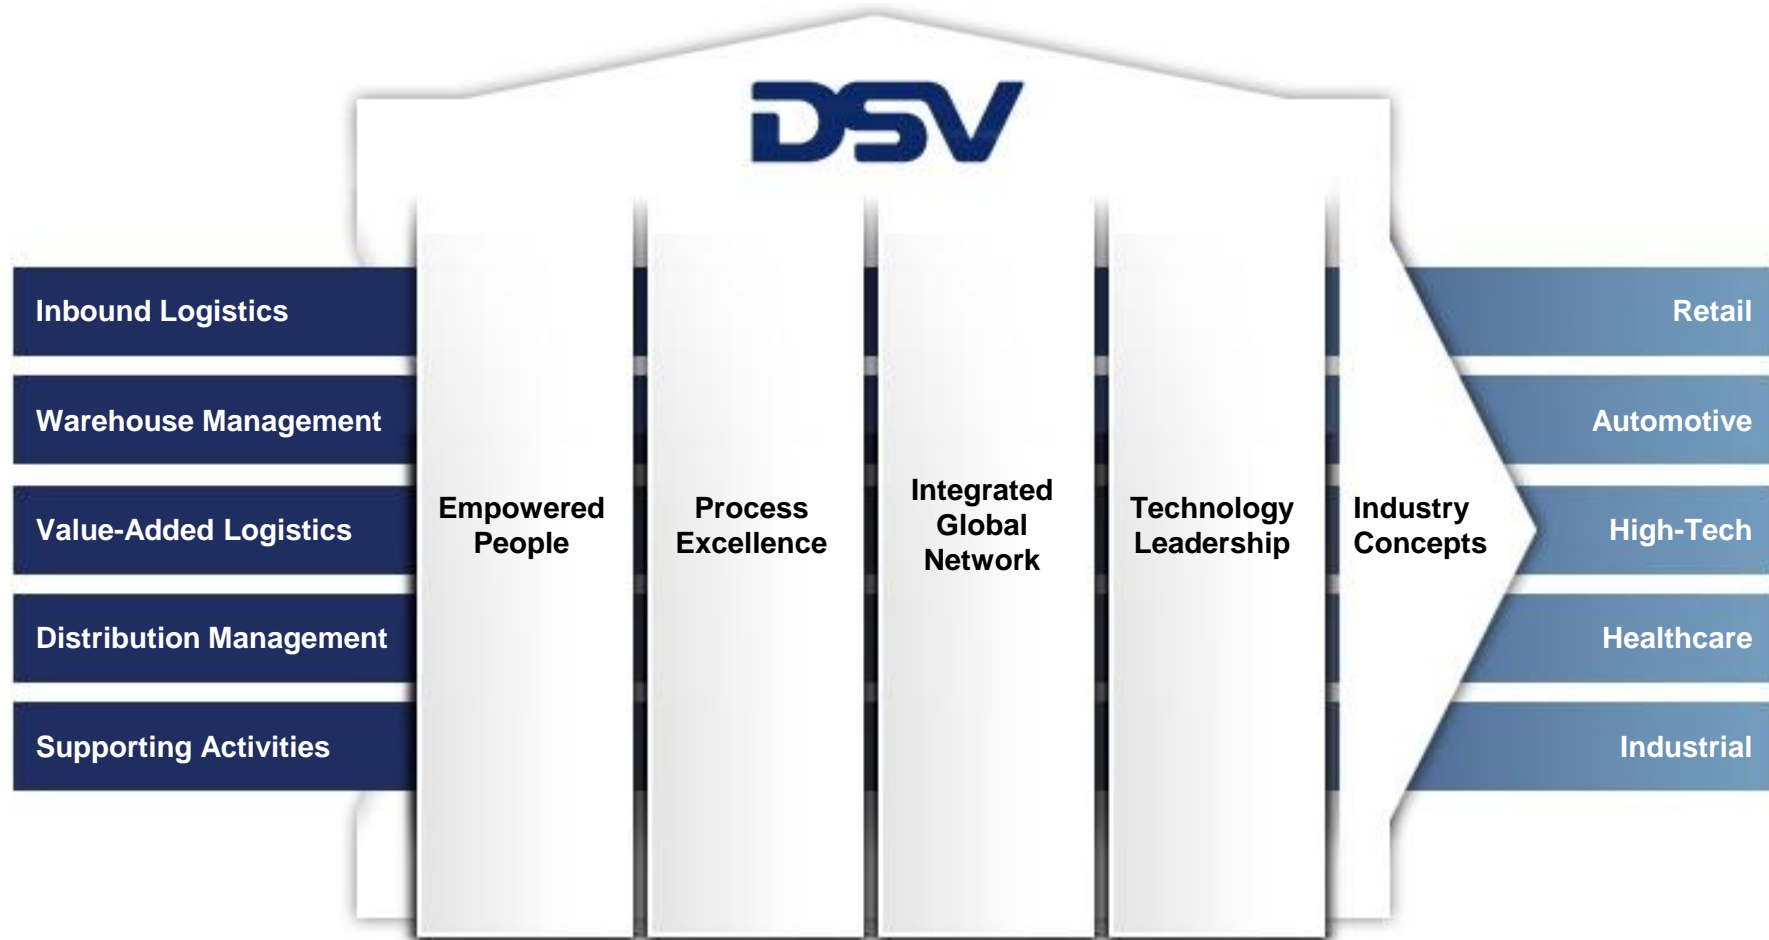 DSV
Inbound Logistics
Warehouse Management
Value-Added Logistics
Distribution Management
Supporting Activities
Empowered
People
Process
Excellence
Integrated
Global
Network
Technology
Leadership
Industry
Concepts
Retail
Automotive
High-Tech
Healthcare
Industrial